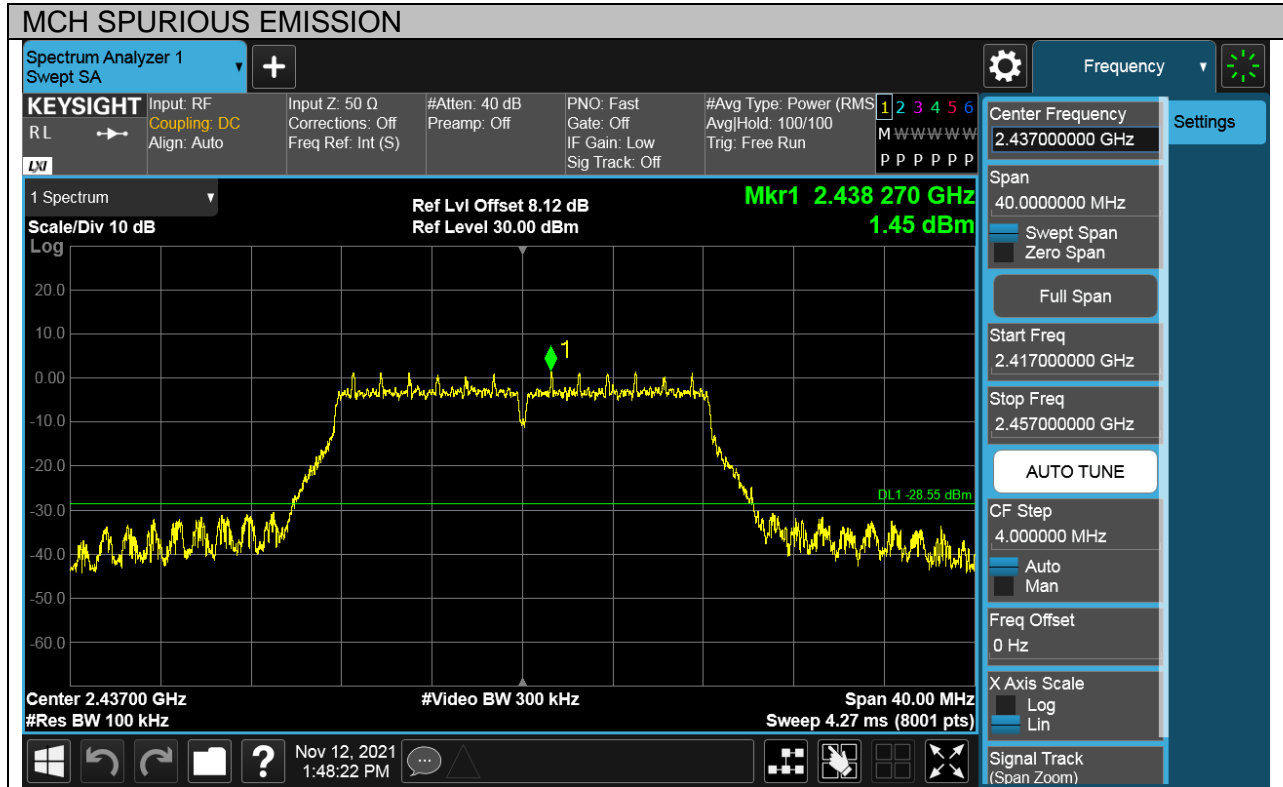 MCH SPURIOUS EMISSION
Spectrum Analyzer 1
Swept SA
+
Frequency
KEYSIGHT
R L
LXI
Input: RF
Coupling: DC
Align: Auto
Input Z: 50 Ω
Corrections: Off
Freq Ref: Int (S)
#Atten: 40 dB
Preamp: Off
PNO: Fast
Gate: Off
IF Gain: Low
Sig Track: Off
#Avg Type: Power (RMS
Avg|Hold: 100/100
Trig: Free Run
1 2 3 4 5 6
M W W W W W
P P P P P P
1 Spectrum
Scale/Div 10 dB
Log
Ref Lvl Offset 8.12 dB
Ref Level 30.00 dBm
Mkr1 2.438 270 GHz
1.45 dBm
20.0
10.0
0.00
-10.0
-20.0
-30.0
-40.0
-50.0
-60.0
1
DL1 -28.55 dBm
Center 2.43700 GHz
#Res BW 100 kHz
#Video BW 300 kHz
Span 40.00 MHz
Sweep 4.27 ms (8001 pts)
Center Frequency
2.437000000 GHz
Settings
Span
40.0000000 MHz
Swept Span
Zero Span
Full Span
Start Freq
2.417000000 GHz
Stop Freq
2.457000000 GHz
AUTO TUNE
CF Step
4.000000 MHz
Auto
Man
Freq Offset
0 Hz
X Axis Scale
Log
Lin
Signal Track
(Span Zoom)
?
Nov 12, 2021
1:48:22 PM